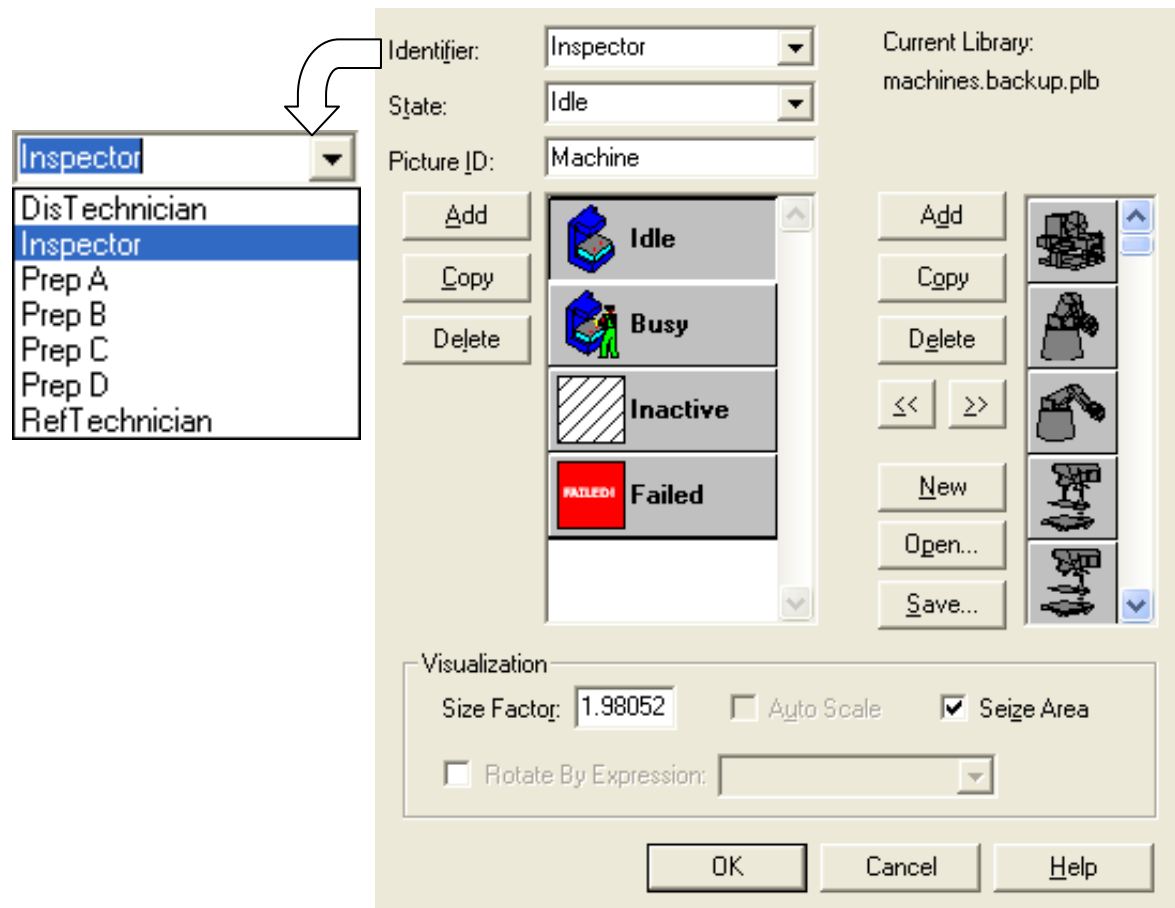 Identifier:
Inspector
Current Library:
machines.backup.plb
State:
Idle
Picture ID:
Machine
Inspector
DisTechnician
Inspector
Prep A
Prep B
Prep C
Prep D
RefTechnician
Add
Copy
Delete
Idle
Busy
Inactive
FAILED!
Failed
Add
Copy
Delete
<<
>>
New
Open...
Save...
Visualization
Size Factor:
1.98052
Auto Scale
Seize Area
Rotate By Expression:
OK
Cancel
Help